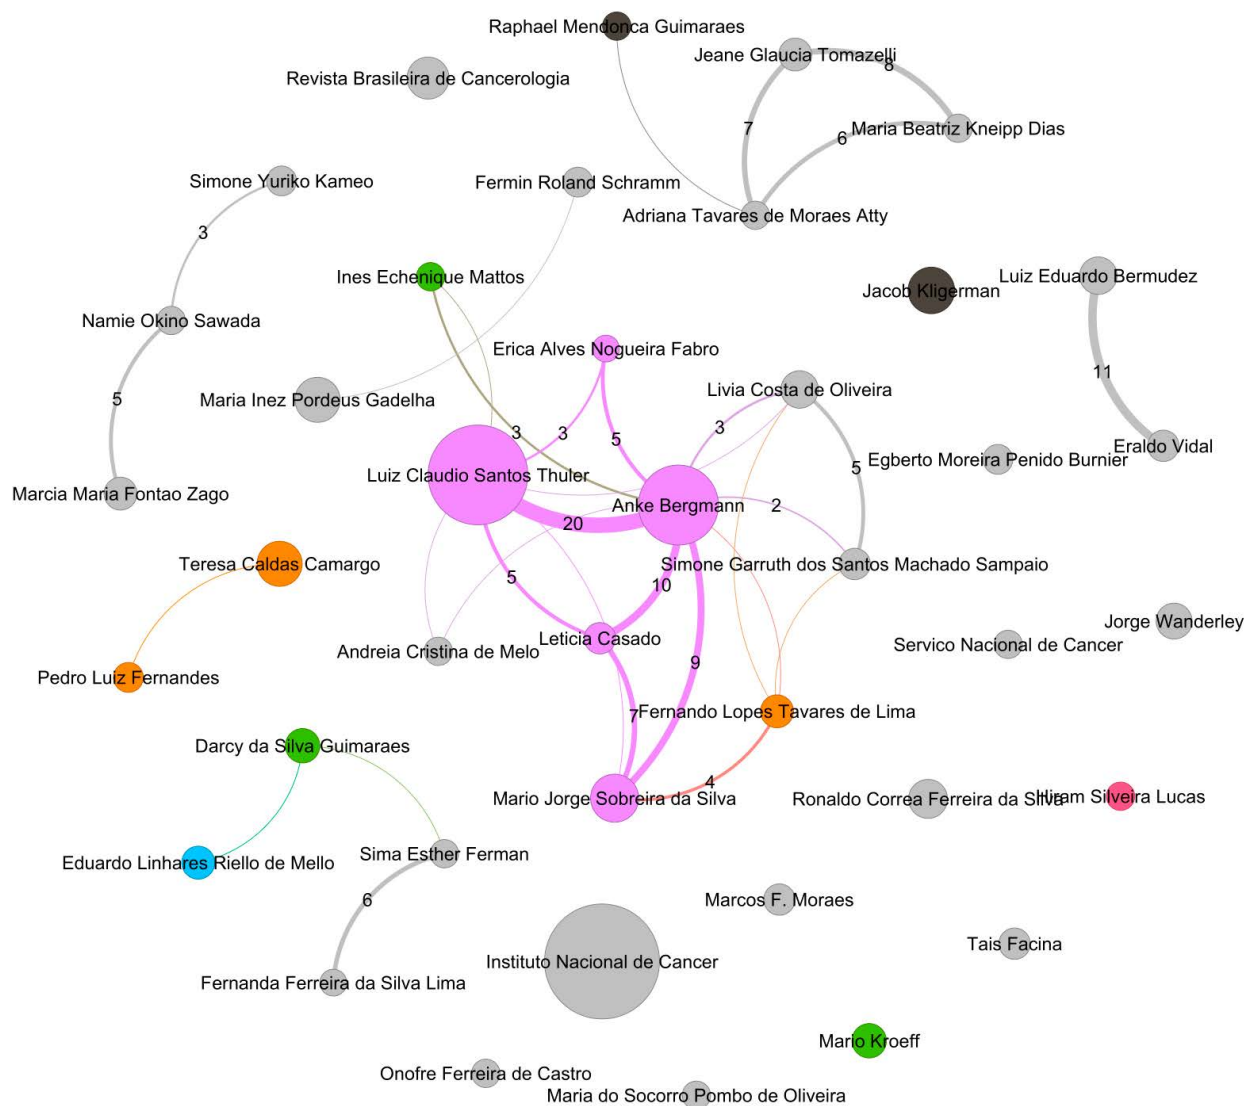 Raphael Mendonca Guimaraes
Jeane Glaucia Tomazelli
8
Revista Brasileira de Cancerologia
7
Maria Beatriz Kneipp Dias
6
Simone Yuriko Kameo
Fermin Roland Schramm
Adriana Tavares de Moraes Atty
3
Ines Echenique Mattos
Luiz Eduardo Bermudez
Jacob Kligerman
Namie Okino Sawada
Erica Alves Nogueira Fabro
11
Livia Costa de Oliveira
5
Maria Inez Pordeus Gadelha
3
3
5
3
Eraldo Vidal
Egberto Moreira Penido Burnier
5
Luiz Claudio Santos Thuler
Marcia Maria Fontao Zago
Anke Bergmann
2
20
Teresa Caldas Camargo
Simone Garruth dos Santos Machado Sampaio
5
10
Jorge Wanderley
Leticia Casado
Servico Nacional de Cancer
Andreia Cristina de Melo
9
Pedro Luiz Fernandes
7
Fernando Lopes Tavares de Lima
Darcy da Silva Guimaraes
4
Mario Jorge Sobreira da Silva
Ronaldo Correa Ferreira da Silva
Hiram Silveira Lucas
Sima Esther Ferman
Eduardo Linhares Riello de Mello
6
Marcos F. Moraes
Tais Facina
Instituto Nacional de Cancer
Fernanda Ferreira da Silva Lima
Mario Kroeff
Onofre Ferreira de Castro
Maria do Socorro Pombo de Oliveira